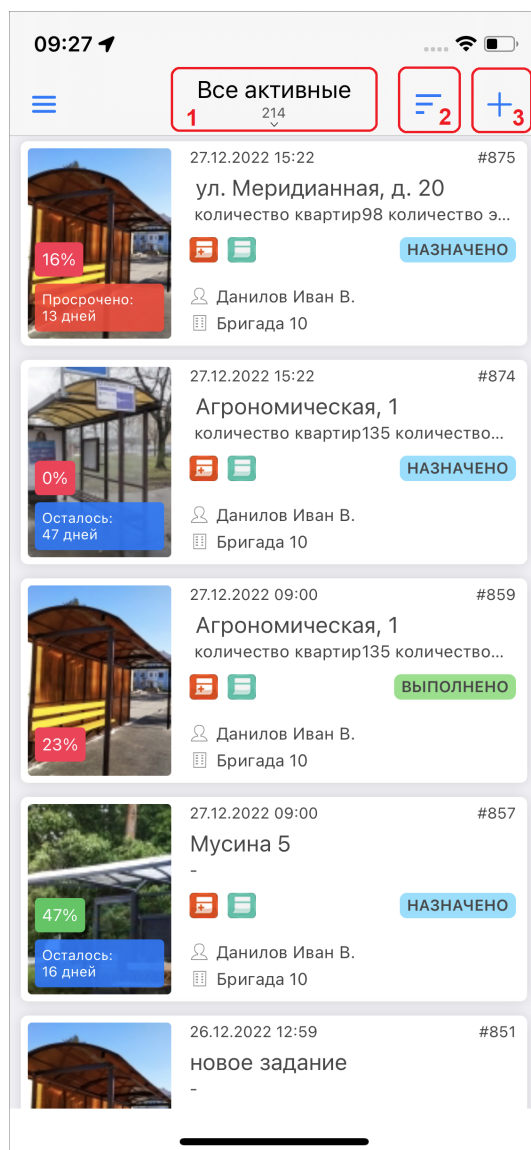 09:27
Все активные
214
1
2
3
27.12.2022 15:22 #875
ул. Меридианная, д. 20
количество квартир98 количество э...
16%
НАЗНАЧЕНО
Просрочено:
13 дней
Данилов Иван В.
Бригада 10
27.12.2022 15:22 #874
Агрономическая, 1
количество квартир135 количество...
0%
НАЗНАЧЕНО
Осталось:
47 дней
Данилов Иван В.
Бригада 10
27.12.2022 09:00 #859
Агрономическая, 1
количество квартир135 количество...
ВЫПОЛНЕНО
23%
Данилов Иван В.
Бригада 10
27.12.2022 09:00 #857
Мусина 5
-
47%
НАЗНАЧЕНО
Осталось:
16 дней
Данилов Иван В.
Бригада 10
26.12.2022 12:59 #851
новое задание
-